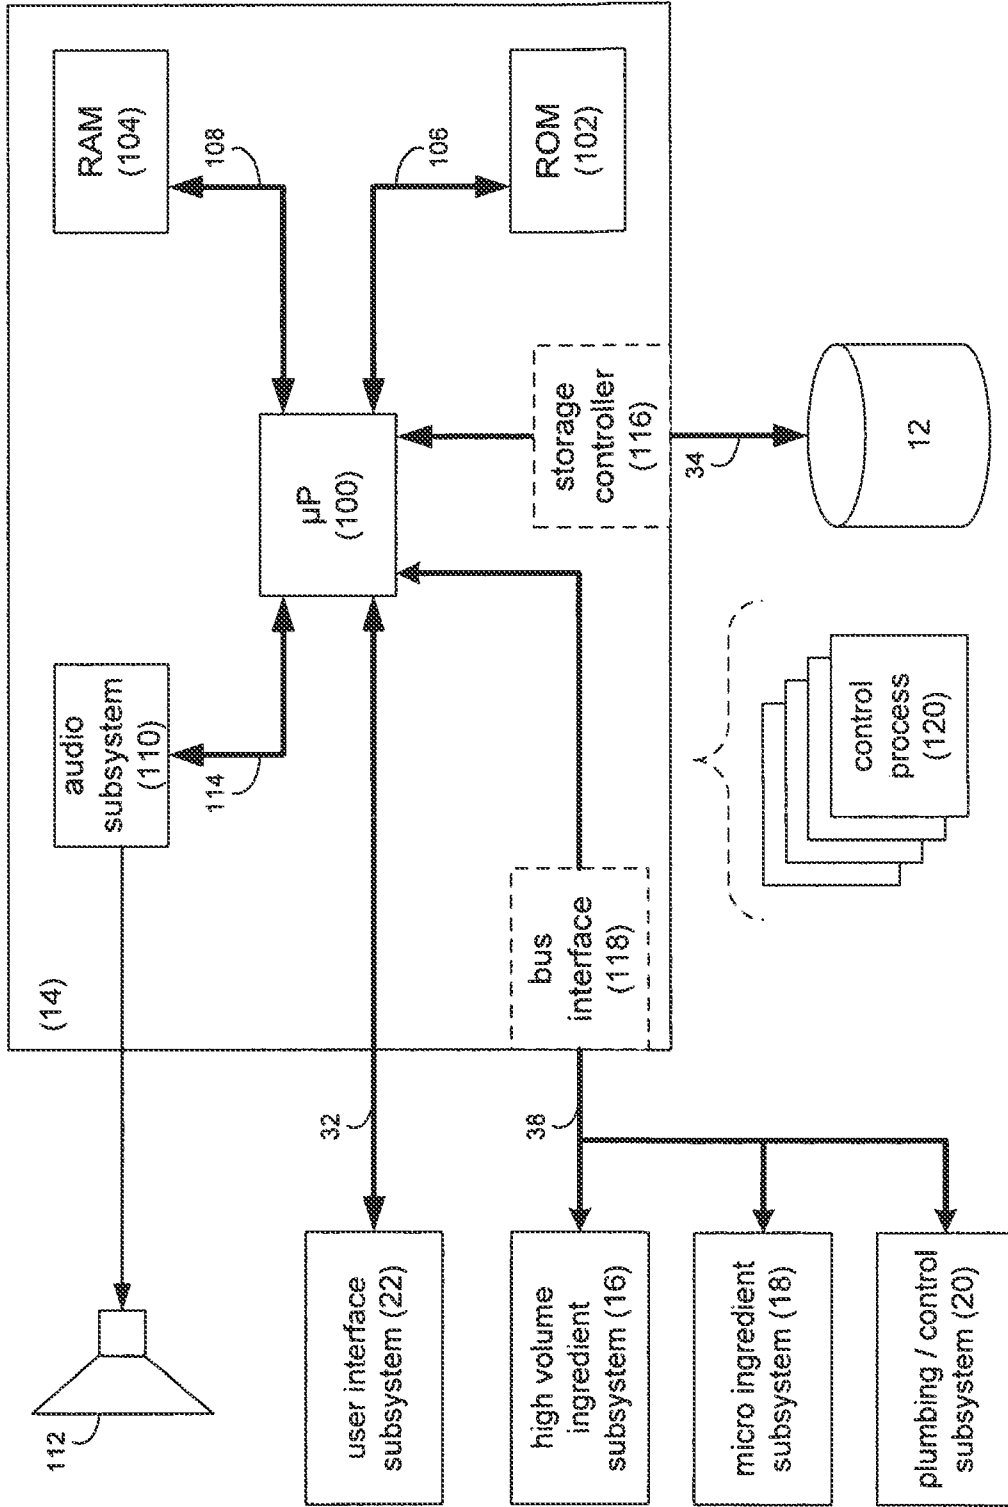 112
32
38
user interface
subsystem (22)
high volume
ingredient
subsystem (16)
micro ingredient
subsystem (18)
plumbing / control
subsystem (20)
(14)
audio
subsystem
(110)
114
bus
interface
(118)
µP
(100)
storage
controller
(116)
34
12
control
process
(120)
RAM
(104)
108
106
ROM
(102)